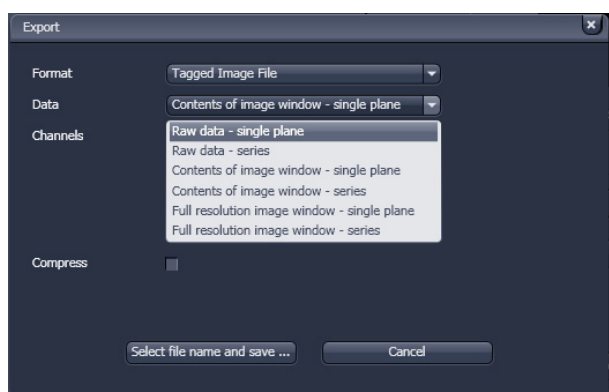 Export
Format Tagged Image File
Data Contents of image window - single plane
Channels Raw data - single plane
Raw data - series
Contents of image window - single plane
Contents of image window - series
Full resolution image window - single plane
Full resolution image window - series
Compress
Select file name and save ... Cancel